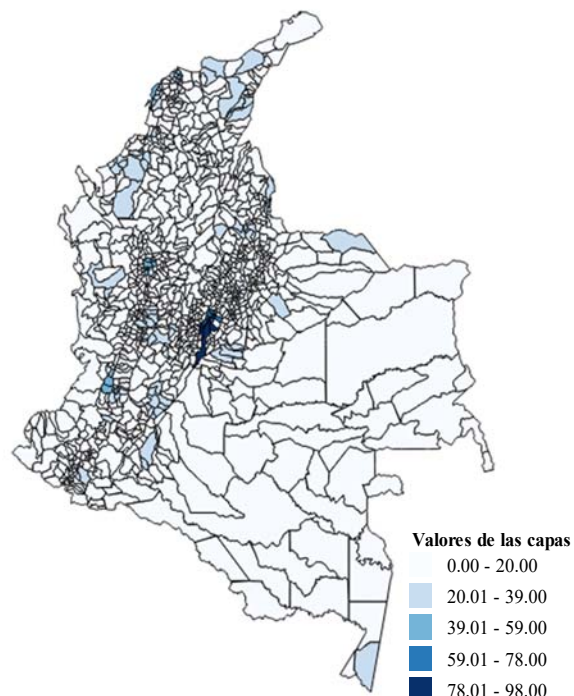 Valores de las capas
0.00 - 20.00
20.01 - 39.00
39.01 - 59.00
59.01 - 78.00
78.01 - 98.00